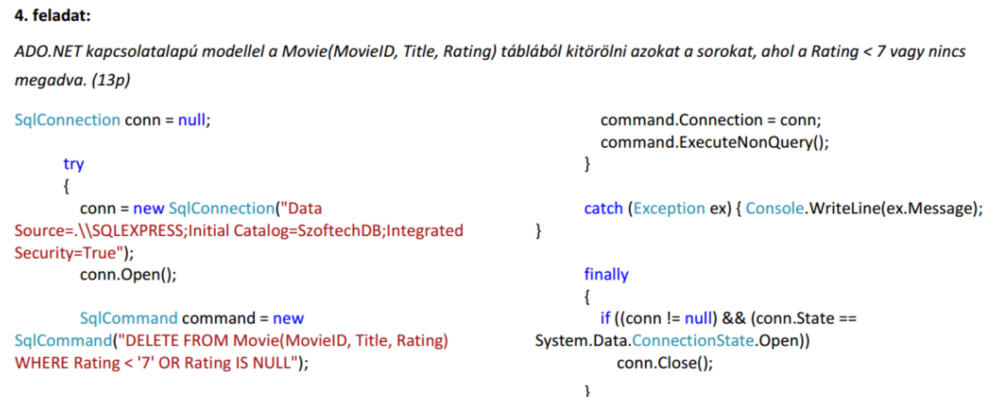 4. feladat:
ADO.NET kapcsolatalapú modellel a Movie(MovieID, Title, Rating) táblából kitörölni azokat a sorokat, ahol a Rating < 7 vagy nincs
megadva. (13p)
SqlConnection conn = null;
try
{
conn = new SqlConnection("Data
Source=.\\SQLEXPRESS;Initial Catalog=SzoftechDB;Integrated
Security=True");
conn.Open();
SqlCommand command = new
SqlCommand("DELETE FROM Movie(MovieID, Title, Rating)
WHERE Rating < '7' OR Rating IS NULL");
command.Connection = conn;
command.ExecuteNonQuery();
}
catch (Exception ex) { Console.WriteLine(ex.Message);
}
finally
{
if ((conn != null) && (conn.State ==
System.Data.ConnectionState.Open))
conn.Close();
}